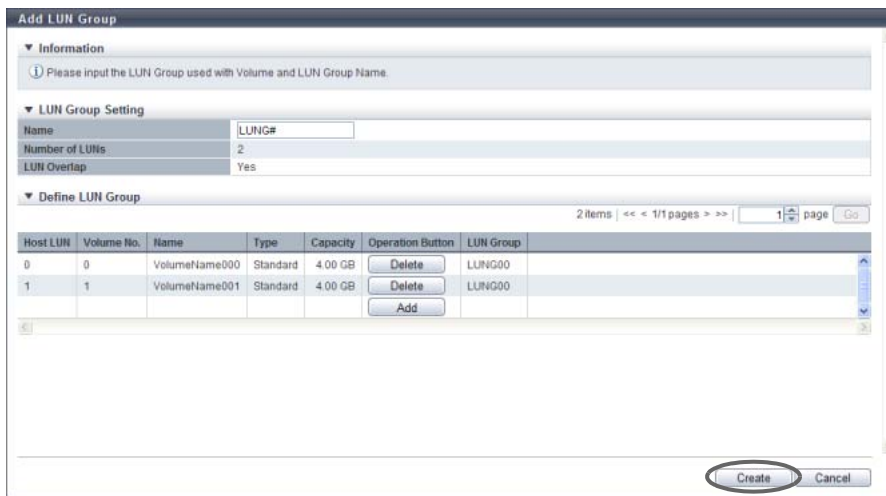 Add LUN Group
Information
Please input the LUN Group used with Volume and LUN Group Name.
LUN Group Setting
Name LUNG#
Number of LUNs 2
LUN Overlap Yes
Define LUN Group
2 items | << < 1/1 pages > >> | 1 page Go
Host LUN Volume No. Name Type Capacity Operation Button LUN Group
0 0 VolumeName000 Standard 4.00 GB Delete LUNG00
1 1 VolumeName001 Standard 4.00 GB Delete LUNG00
Add
Create Cancel